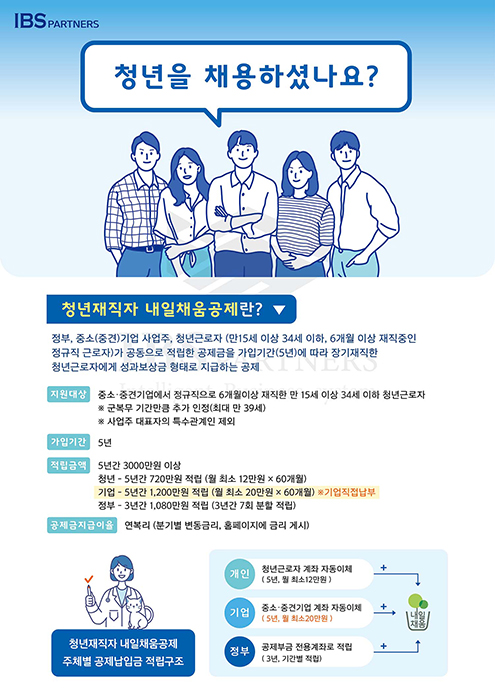 IBS PARTNERS
청년을 채용하셨나요?
청년재직자 내일채움공제란? ▼
정부, 중소(중견)기업 사업주, 청년근로자 (만15세 이상 34세 이하, 6개월 이상 재직중인
정규직 근로자)가 공동으로 적립한 공제금을 가입기간(5년)에 따라 장기재직한
청년근로자에게 성과보상금 형태로 지급하는 공제
지원대상 중소·중견기업에서 정규직으로 6개월이상 재직한 만 15세 이상 34세 이하 청년근로자
※ 군복무 기간만큼 추가 인정(최대 만 39세)
※ 사업주 대표자의 특수관계인 제외
가입기간 5년
적립금액 5년간 3000만원 이상
청년 - 5년간 720만원 적립 (월 최소 12만원 × 60개월)
기업 - 5년간 1,200만원 적립 (월 최소 20만원 × 60개월) ※기업직접납부
정부 - 3년간 1,080만원 적립 (3년간 7회 분할 적립)
공제금지급이율 연복리 (분기별 변동금리, 홈페이지에 금리 게시)
청년재직자 내일채움공제
주체별 공제납입금 적립구조
개인 청년근로자 계좌 자동이체 +
( 5년, 월 최소12만원 )
기업 중소·중견기업 계좌 자동이체 +
( 5년, 월 최소20만원 )
정부 공제부금 전용계좌로 적립 +
( 3년, 기간별 적립)
내일
채움